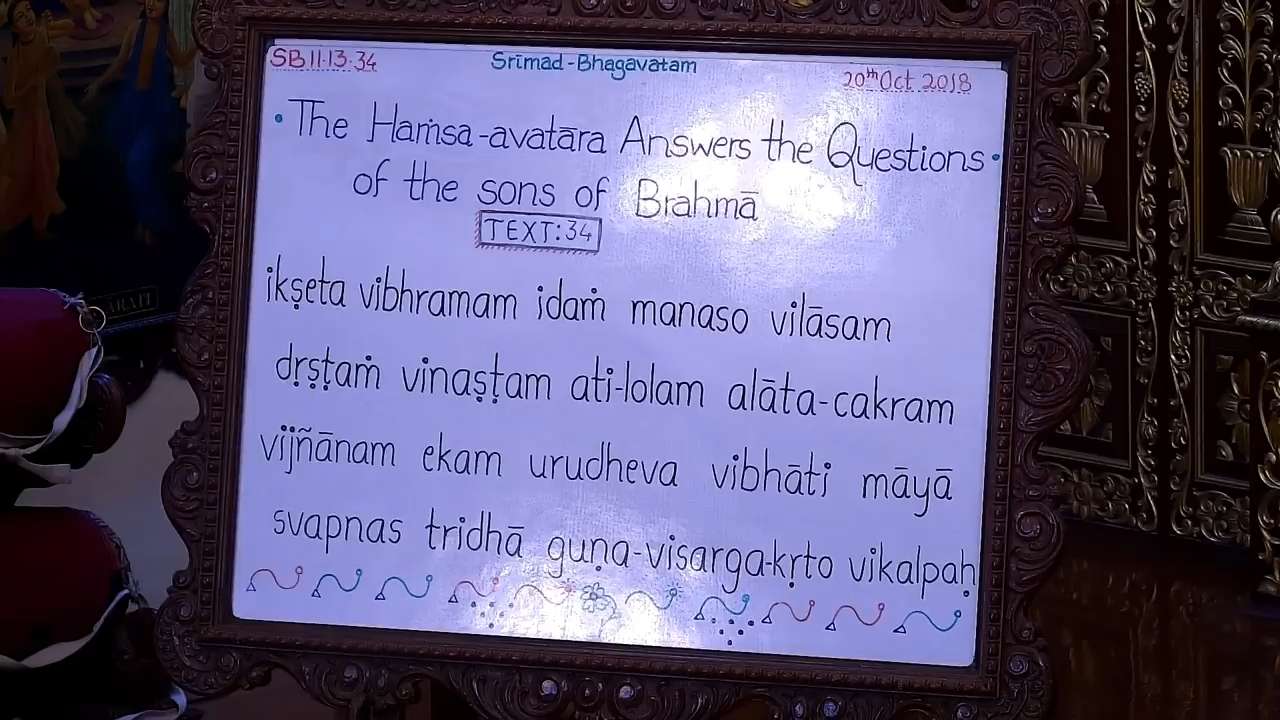 SB 11.13.34 Srīmad-Bhagavatam 20th Oct 2018
• The Haṁsa-avatāra Answers the Questions •
of the sons of Brahmā
TEXT:34
ikṣeta vibhramam idaṁ manaso vilāsam
dṛṣṭaṁ vinaṣṭam ati-lolam alāta-cakram
vijñānam ekam urudheva vibhāti māyā
svapnas tridhā guṇa-visarga-kṛto vikalpaḥ